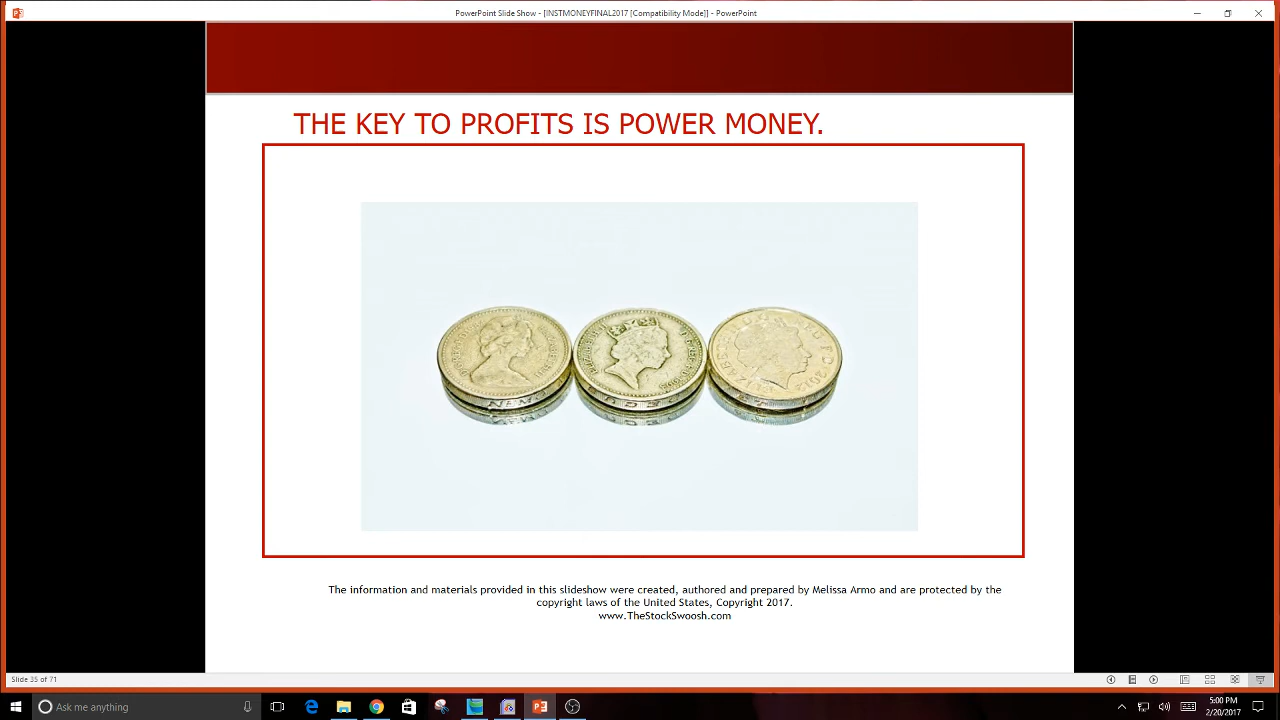 PowerPoint Slide Show - [INSTMONEYFINAL2017 [Compatibility Mode]] - PowerPoint
THE KEY TO PROFITS IS POWER MONEY.
The information and materials provided in this slideshow were created, authored and prepared by Melissa Armo and are protected by the
copyright laws of the United States, Copyright 2017.
www.TheStockSwoosh.com
Slide 35 of 71
Ask me anything
5:00 PM
2/20/2017